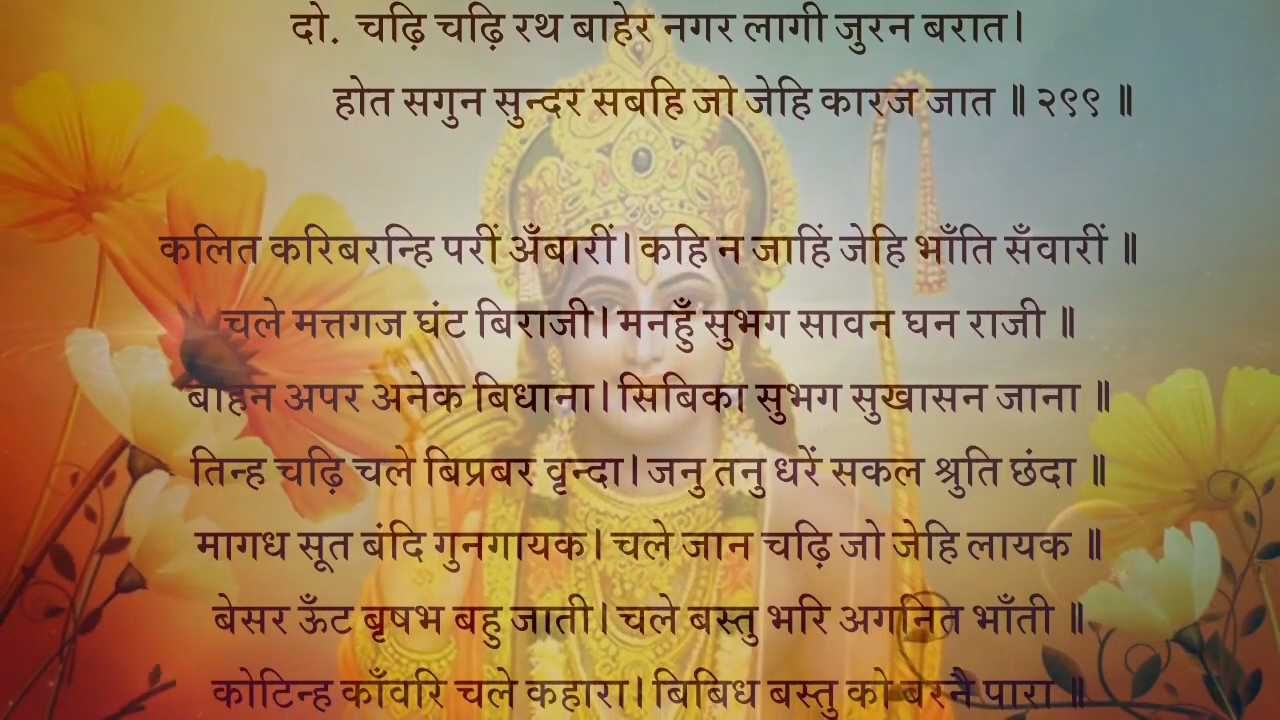 दो. चढ़ि चढ़ि रथ बाहेर नगर लागी जुरन बरात।
होत सगुन सुन्दर सबहि जो जेहि कारज जात ॥ २९९ ॥
कलित करिबरन्हि परीं अँबारीं। कहि न जाहिं जेहि भाँति सँवारीं ॥
चले मत्तगज घंट बिराजी। मनहुँ सुभग सावन घन राजी ॥
बाहन अपर अनेक बिधाना। सिबिका सुभग सुखासन जाना ॥
तिन्ह चढ़ि चले बिप्रबर वृन्दा। जनु तनु धरें सकल श्रुति छंदा ॥
मागध सूत बंदि गुनगायक। चले जान चढ़ि जो जेहि लायक ॥
बेसर ऊँट बृषभ बहु जाती। चले बस्तु भरि अगनित भाँती ॥
कोटिन्ह काँवरि चले कहारा। बिबिध बस्तु को बरनै पारा ॥